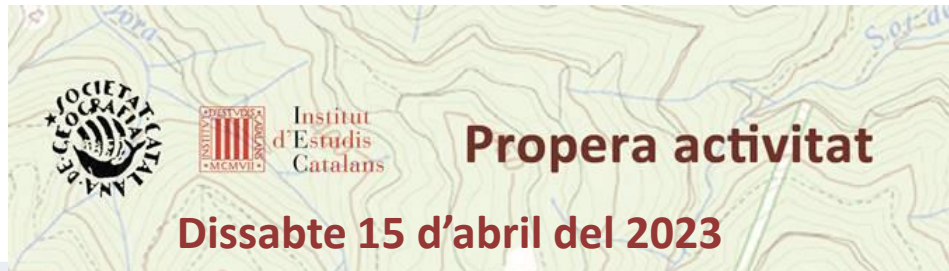 SOCIETAT CATALANA DE GEOGRAFIA
INSTITVT D'ESTVDIS CATALANS
MCMVII
Institut
d'Estudis
Catalans
Propera activitat
Dissabte 15 d'abril del 2023